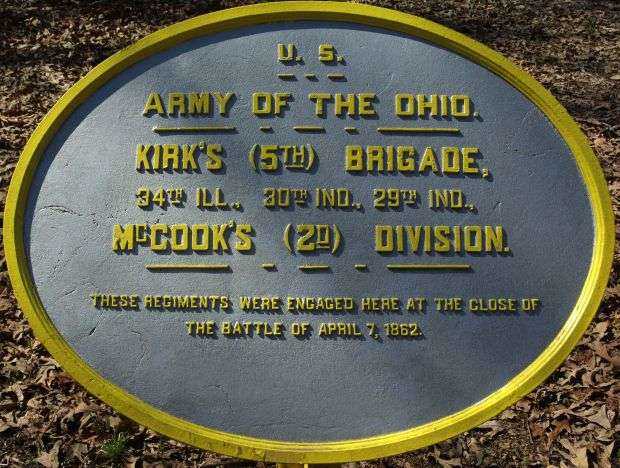 U. S.
ARMY OF THE OHIO.
KIRK'S (5TH) BRIGADE,
34TH ILL., 30TH IND., 29TH IND.,
MCCOOK'S (2D) DIVISION.
THESE REGIMENTS WERE ENGAGED HERE AT THE CLOSE OF
THE BATTLE OF APRIL 7, 1862.